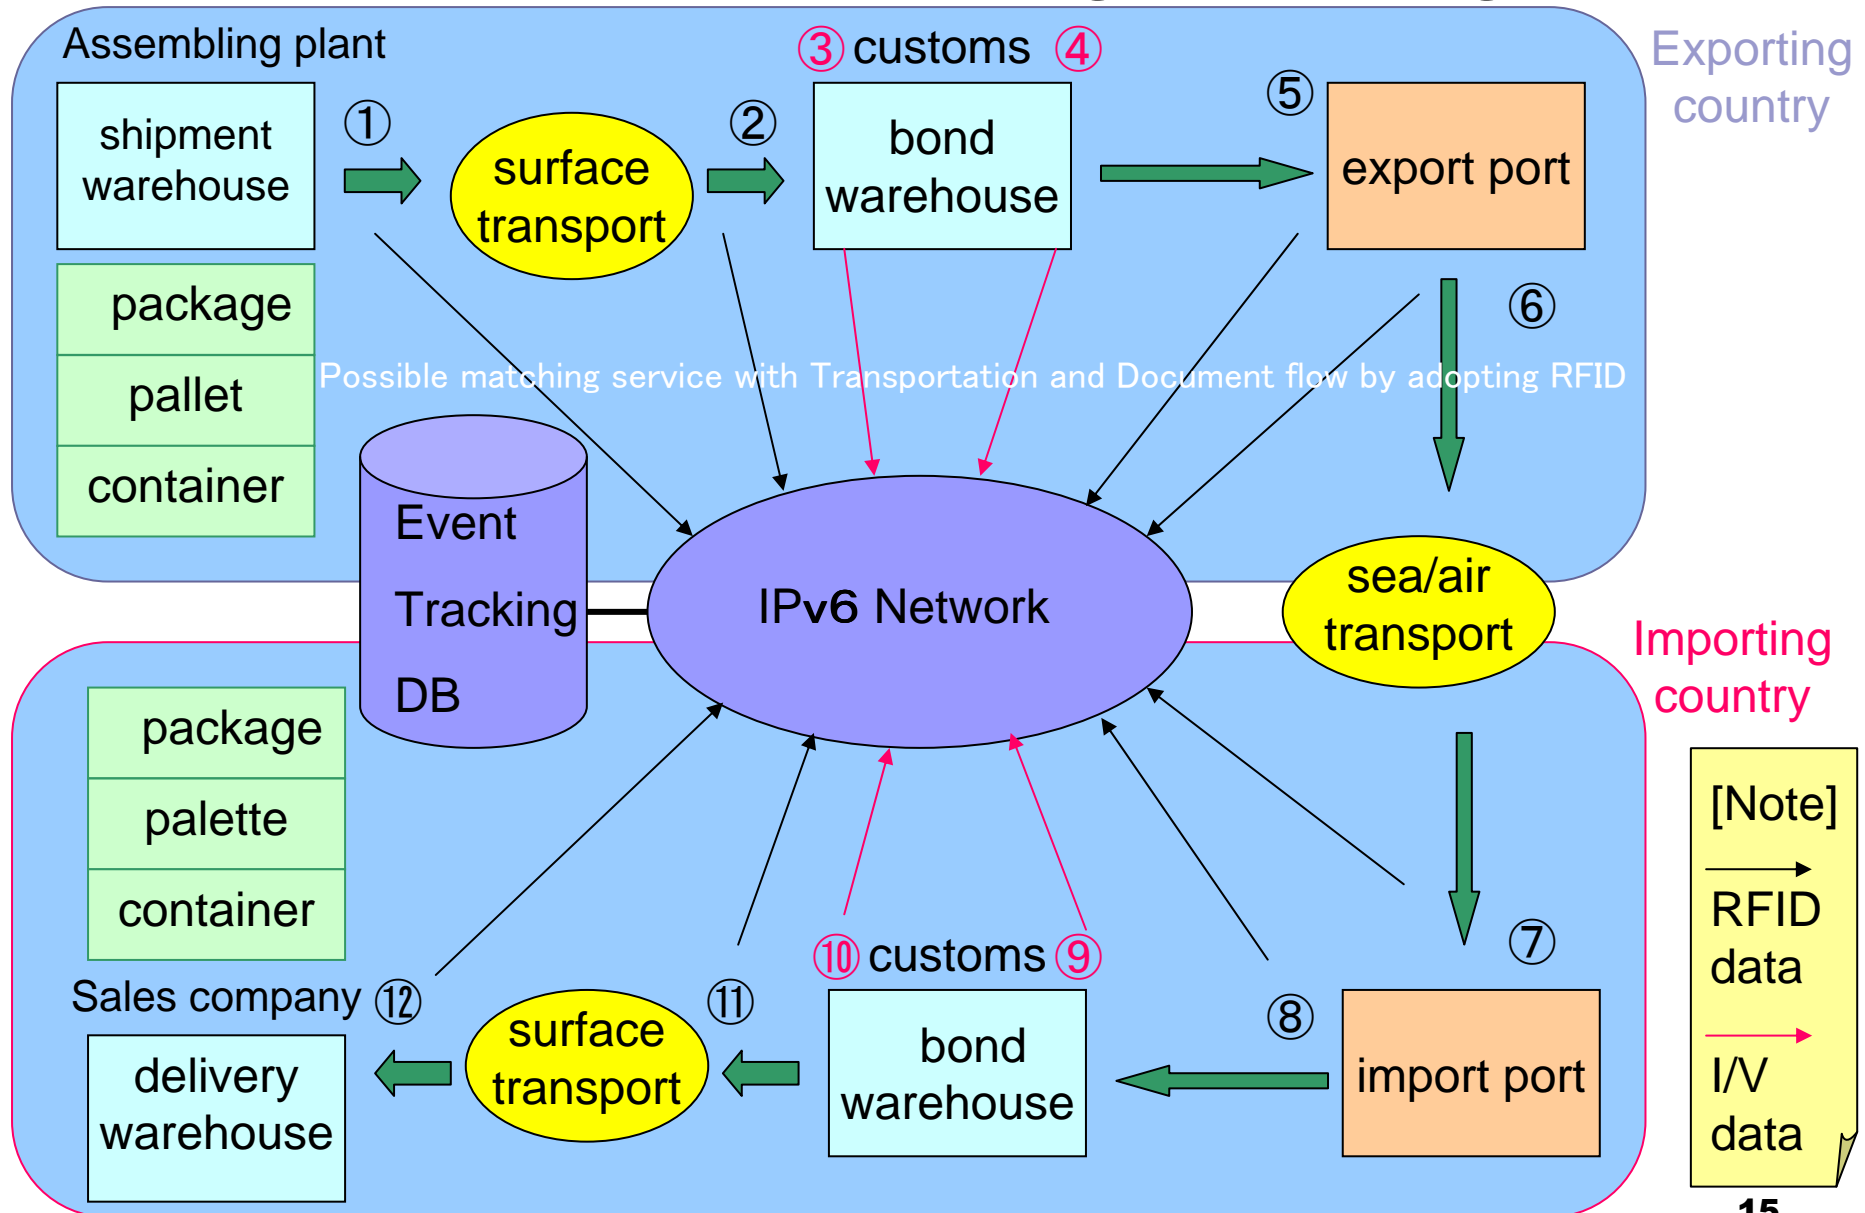 Assembling plant
③ customs ④
Exporting
country
shipment
warehouse
①
surface
transport
②
bond
warehouse
⑤
export port
⑥
package
pallet
container
Possible matching service with Transportation and Document flow by adopting RFID
Event
Tracking
DB
IPv6 Network
sea/air
transport
Importing
country
package
palette
container
[Note]
RFID
data
I/V
data
⑦
⑩ customs ⑨
Sales company ⑫
⑪
⑧
delivery
warehouse
surface
transport
bond
warehouse
import port
15